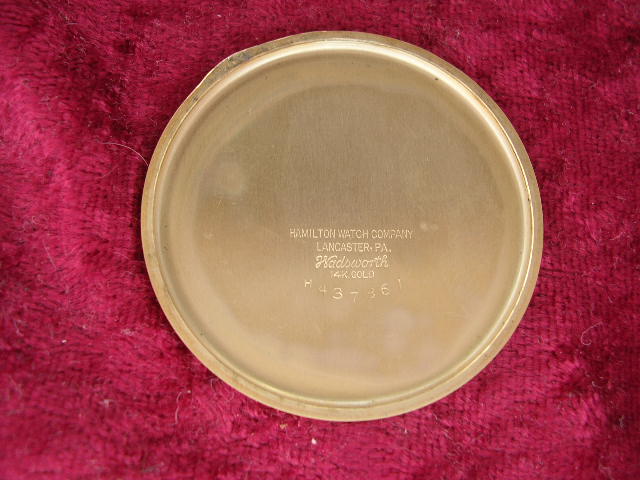 HAMILTON WATCH COMPANY
LANCASTER, PA.
Wadsworth
14K. GOLD
H437361